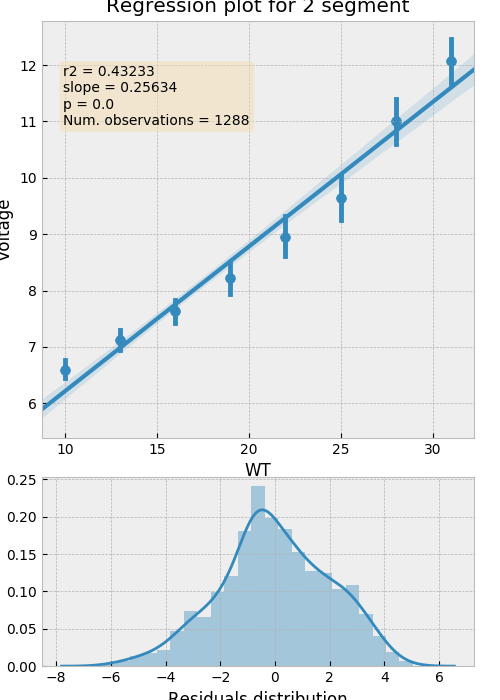 Regression plot for 2 segment
12
11
10
9
8
7
6
r2 = 0.43233
slope = 0.25634
p = 0.0
Num. observations = 1288
Voltage
10 15 20 25 30
WT
0.25
0.20
0.15
0.10
0.05
0.00
−8 −6 −4 −2 0 2 4 6
Residuals distribution